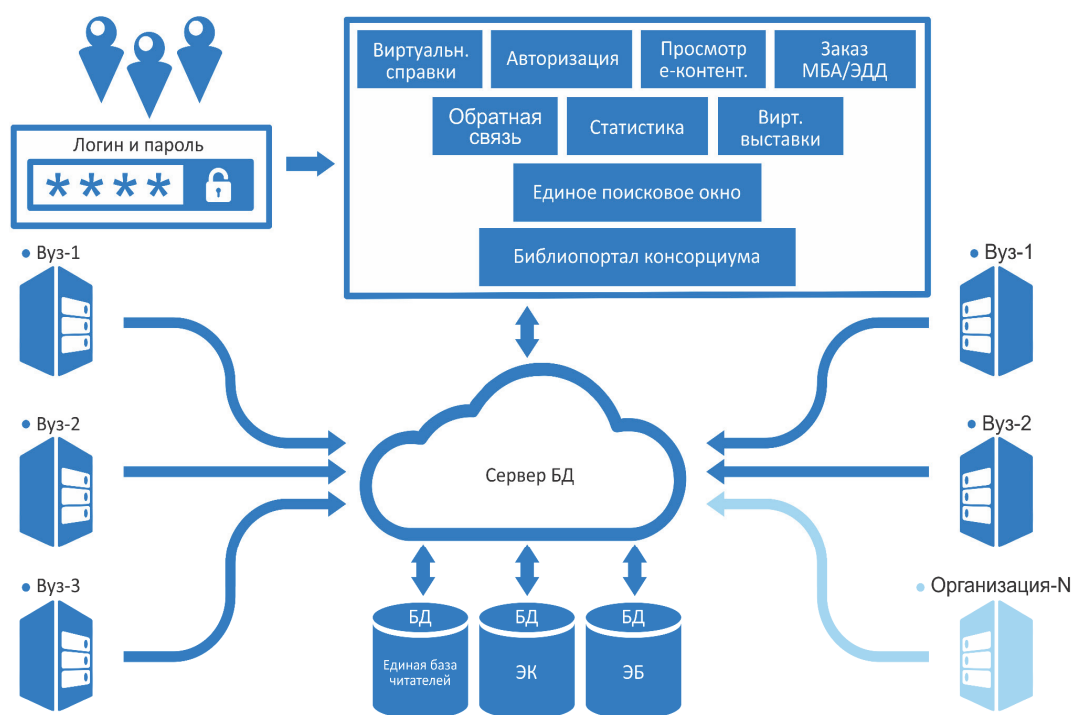 Виртуальн.
справки
Авторизация
Просмотр
е-контент.
Заказ
МБА/ЭДД
Обратная
связь
Статистика
Вирт.
выставки
Единое поисковое окно
Библиопортал консорциума
Логин и пароль
****
Вуз-1
Вуз-2
Вуз-3
Вуз-1
Вуз-2
Организация-N
Сервер БД
БД
Единая база
читателей
БД
ЭК
БД
ЭБ